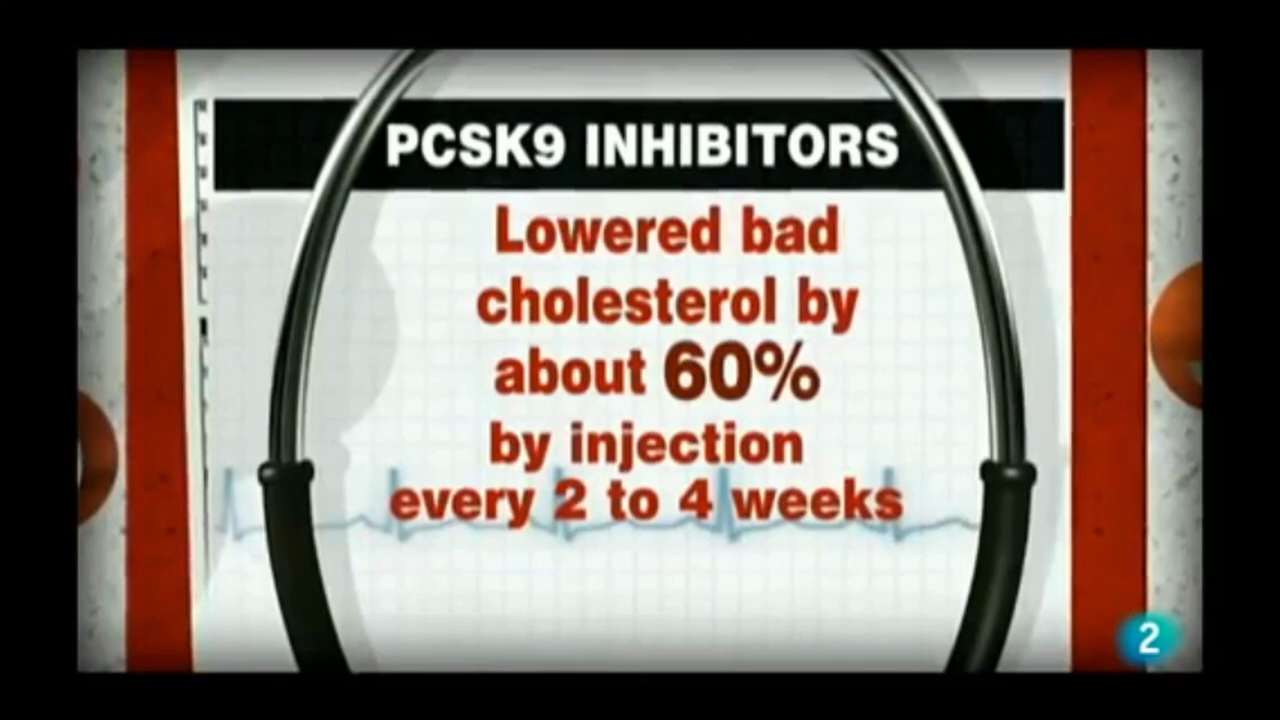 PCSK9 INHIBITORS
Lowered bad
cholesterol by
about 60%
by injection
every 2 to 4 weeks
2